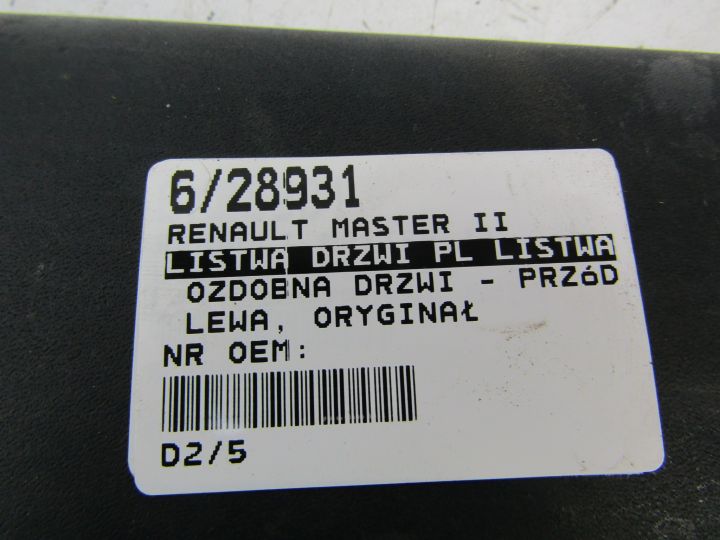 6/28931
RENAULT MASTER II
LISTWA DRZWI PL LISTWA
OZDOBNA DRZWI - PRZóD
LEWA, ORYGINAŁ
NR OEM:
D2/5